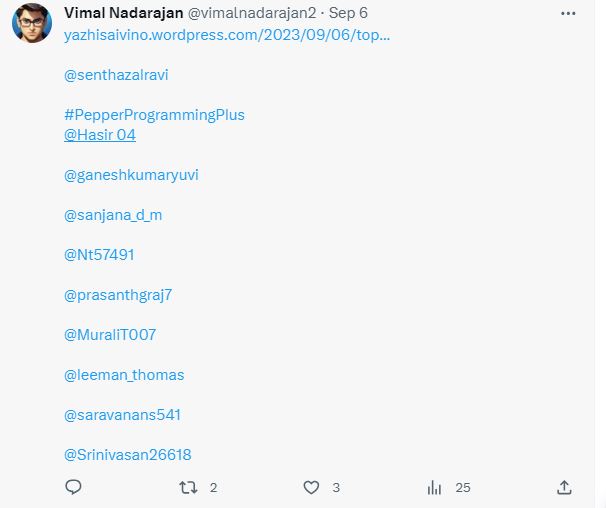 Vimal Nadarajan @vimalnadarajan2 · Sep 6
yazhisaivino.wordpress.com/2023/09/06/top...
@senthazalravi
#PepperProgrammingPlus
@Hasir 04
@ganeshkumaryuvi
@sanjana_d_m
@Nt57491
@prasanthgraj7
@MuraliT007
@leeman_thomas
@saravanans541
@Srinivasan26618
2 3 25